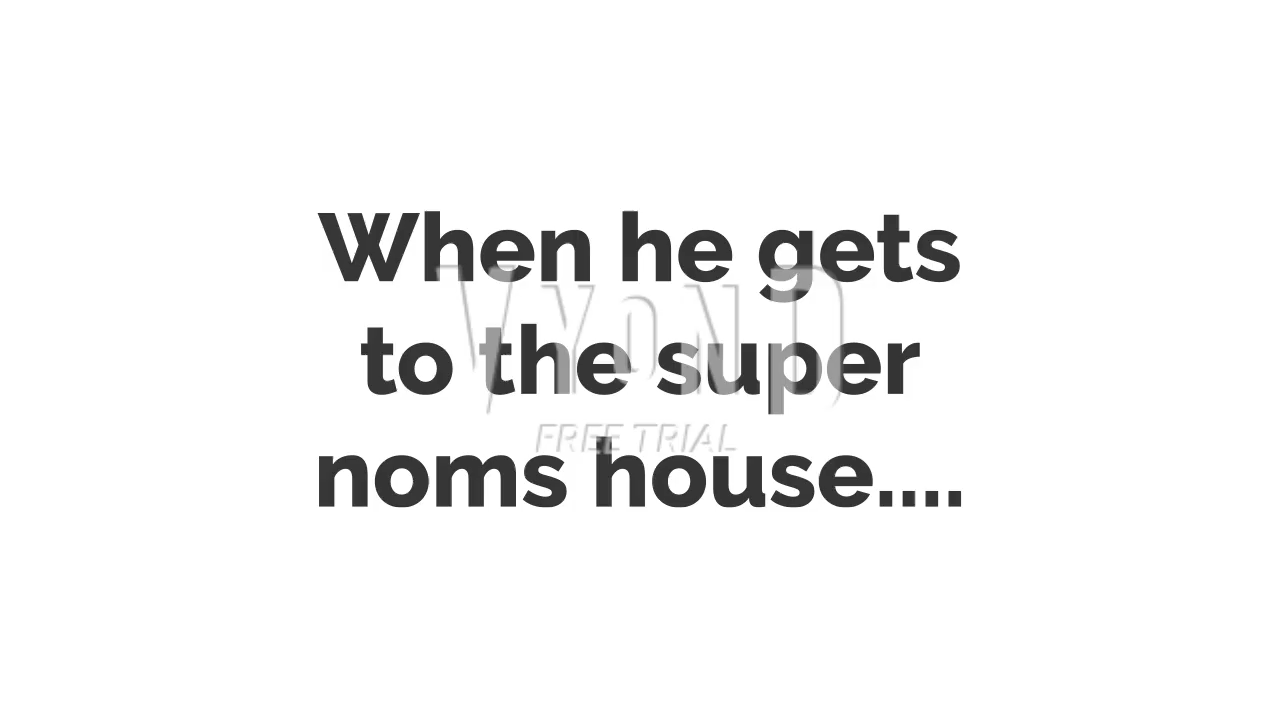 When he gets
to the super
noms house....
VYOND
FREE TRIAL